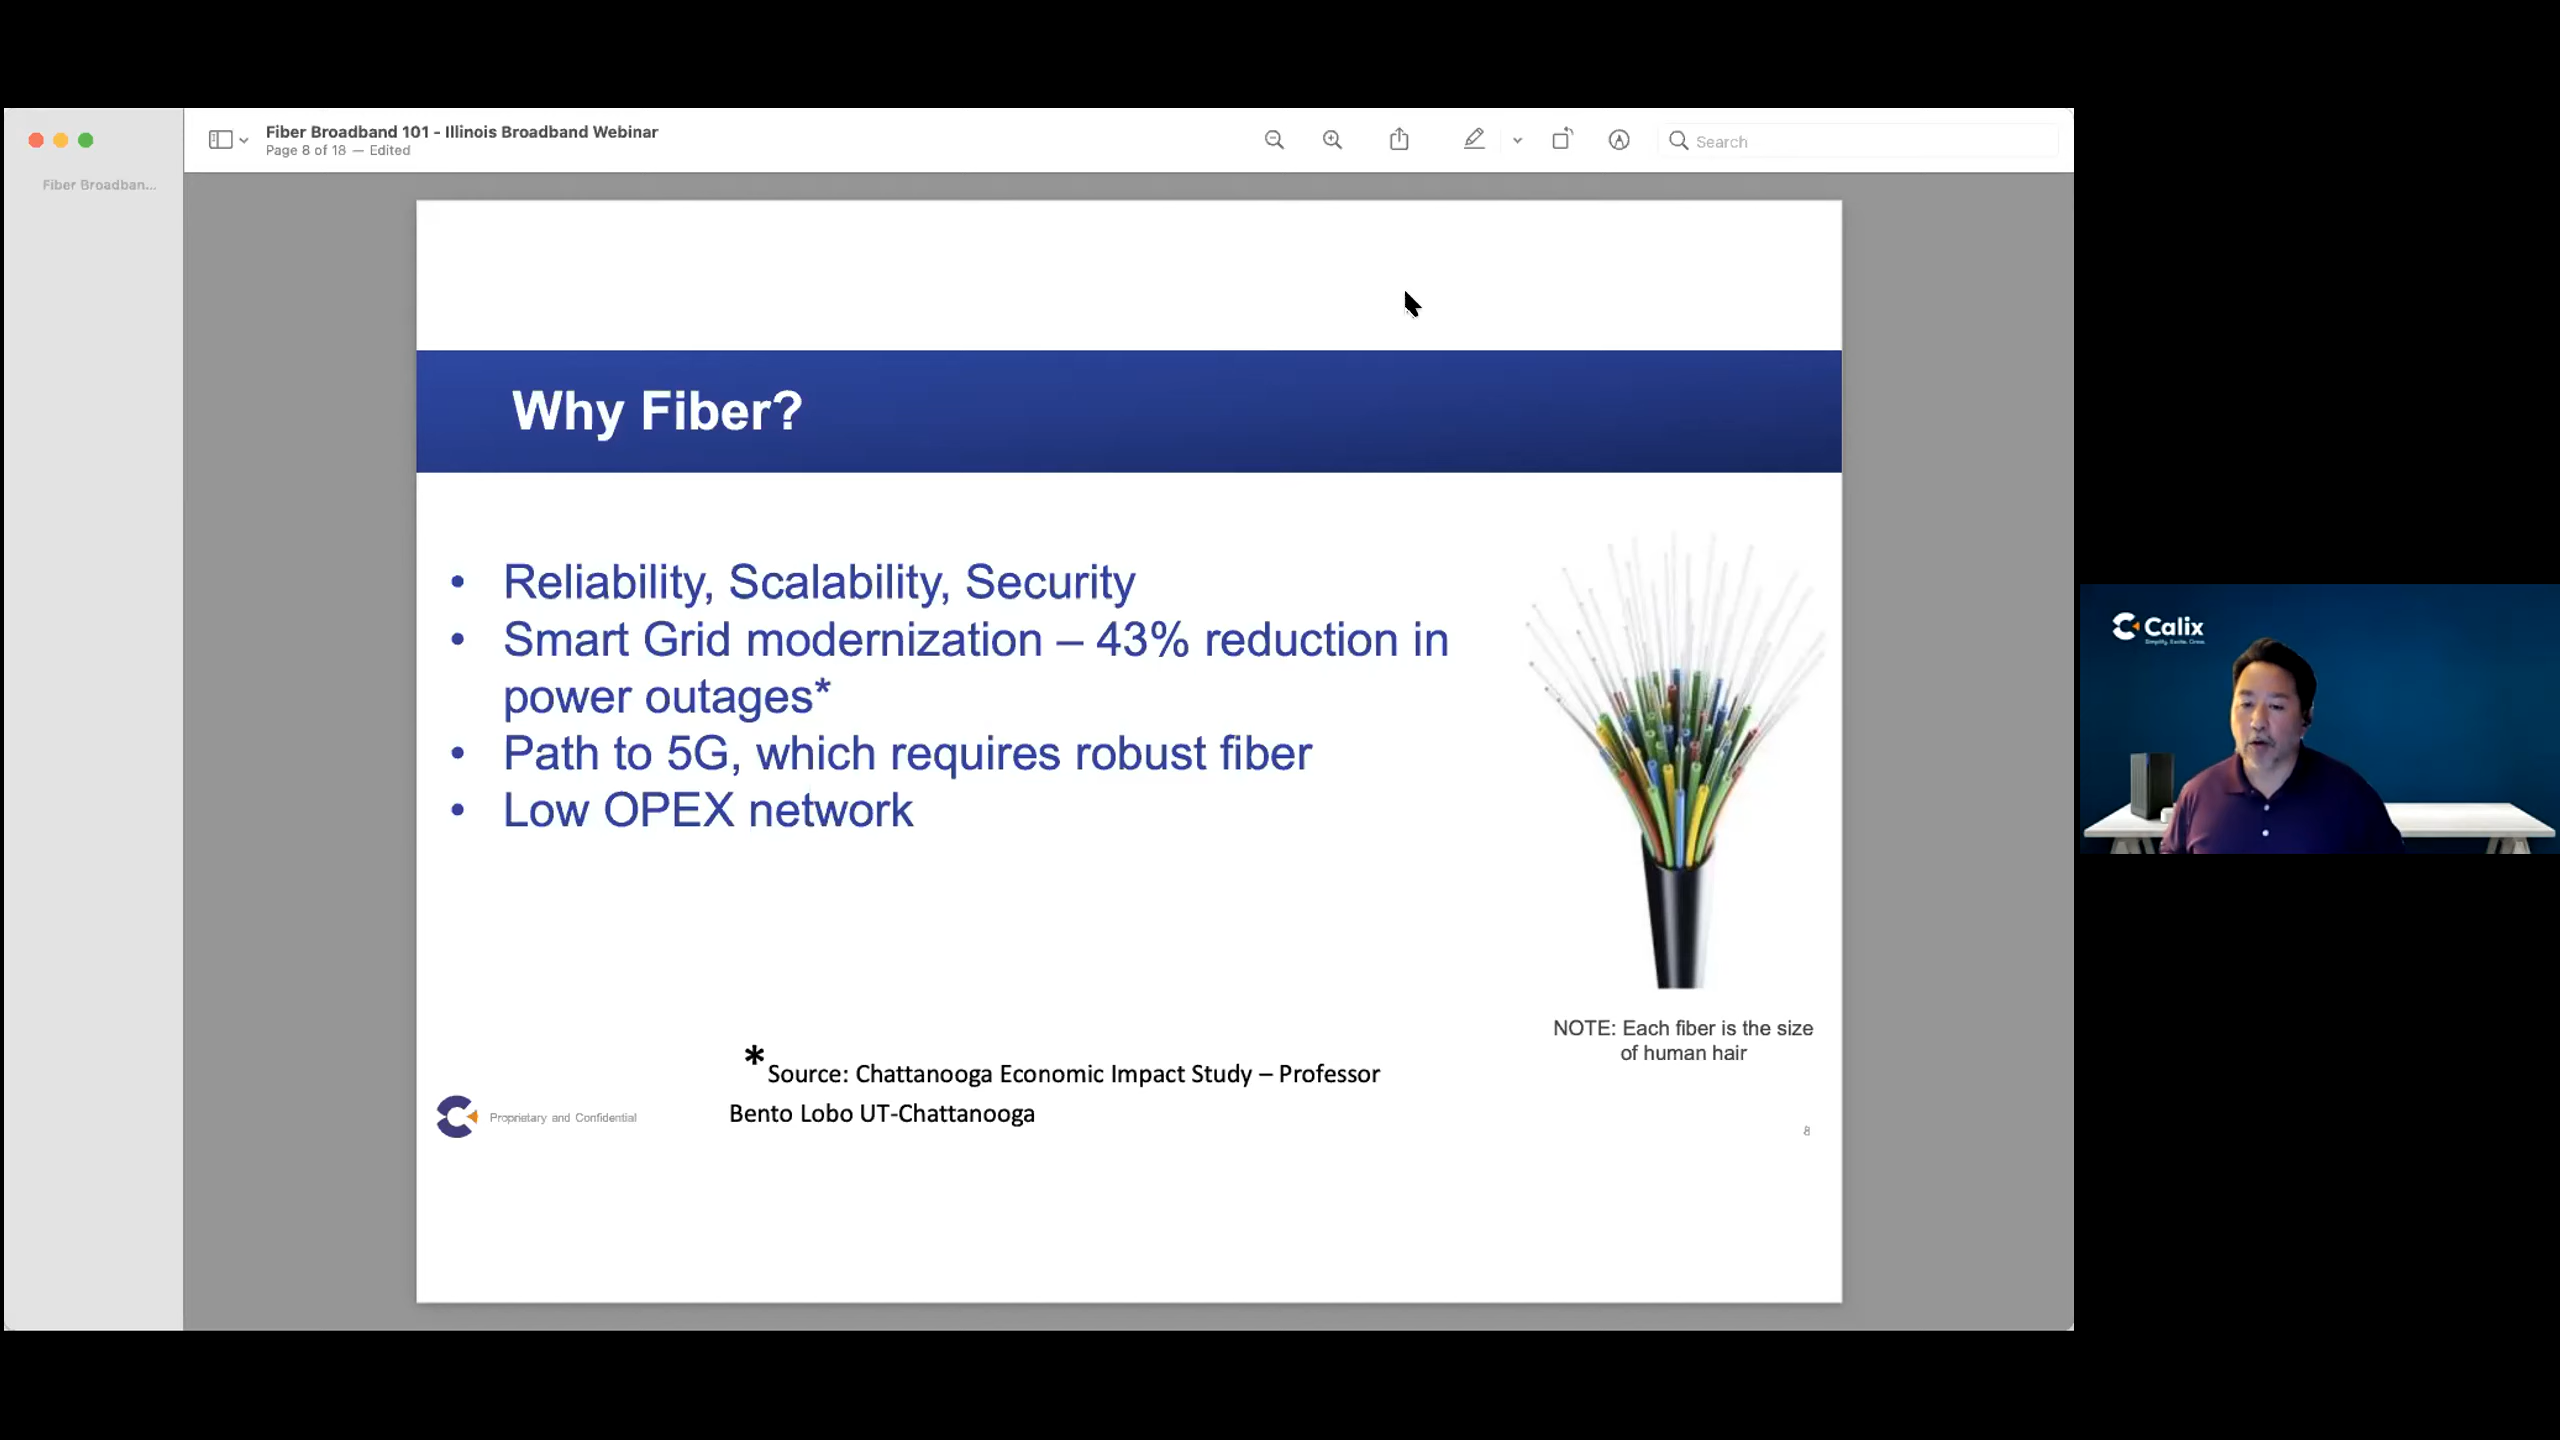 Fiber Broadband 101 - Illinois Broadband Webinar
Page 8 of 18 — Edited
Search
Fiber Broadban...
Why Fiber?
• Reliability, Scalability, Security
• Smart Grid modernization – 43% reduction in
power outages*
• Path to 5G, which requires robust fiber
• Low OPEX network
NOTE: Each fiber is the size
of human hair
*Source: Chattanooga Economic Impact Study – Professor
Bento Lobo UT-Chattanooga
Proprietary and Confidential
8
Calix